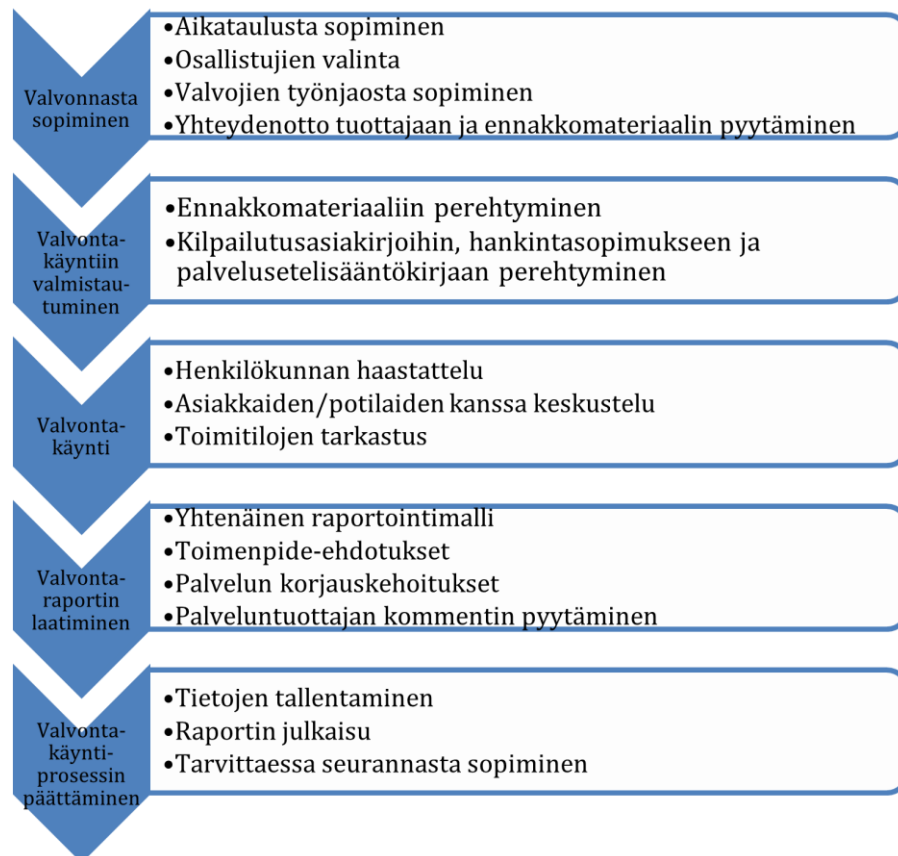 Valvonnasta
sopiminen
•Aikataulusta sopiminen
•Osallistujien valinta
•Valvojien työnjaosta sopiminen
•Yhteydenotto tuottajaan ja ennakkomateriaalin pyytäminen
Valvonta-
käyntiin
valmistau-
tuminen
•Ennakkomateriaaliin perehtyminen
•Kilpailutusasiakirjoihin, hankintasopimukseen ja
palvelusetelisääntökirjaan perehtyminen
Valvonta-
käynti
•Henkilökunnan haastattelu
•Asiakkaiden/potilaiden kanssa keskustelu
•Toimitilojen tarkastus
Valvonta-
raportin
laatiminen
•Yhtenäinen raportointimalli
•Toimenpide-ehdotukset
•Palvelun korjauskehoitukset
•Palveluntuottajan kommentin pyytäminen
Valvonta-
käynti-
prosessin
päättäminen
•Tietojen tallentaminen
•Raportin julkaisu
•Tarvittaessa seurannasta sopiminen